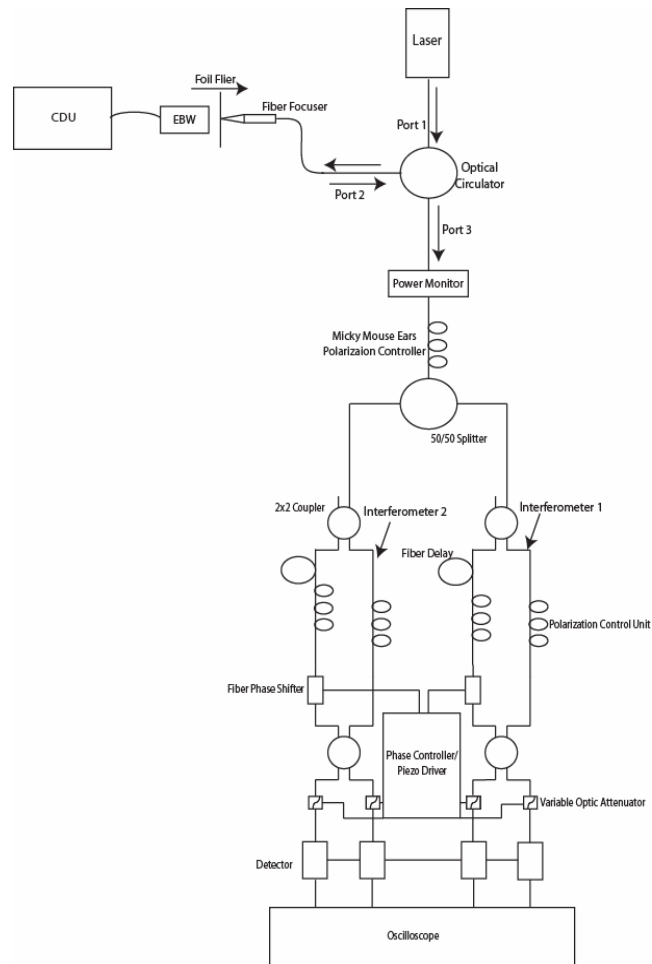 Laser
Foil Flier
CDU
EBW
Fiber Focuser
Port 1
Optical
Circulator
Port 2
Port 3
Power Monitor
Micky Mouse Ears
Polarizaion Controller
50/50 Splitter
2x2 Coupler
Interferometer 2
Interferometer 1
Fiber Delay
Polarization Control Unit
Fiber Phase Shifter
Phase Controller/
Piezo Driver
Variable Optic Attenuator
Detector
Oscilloscope